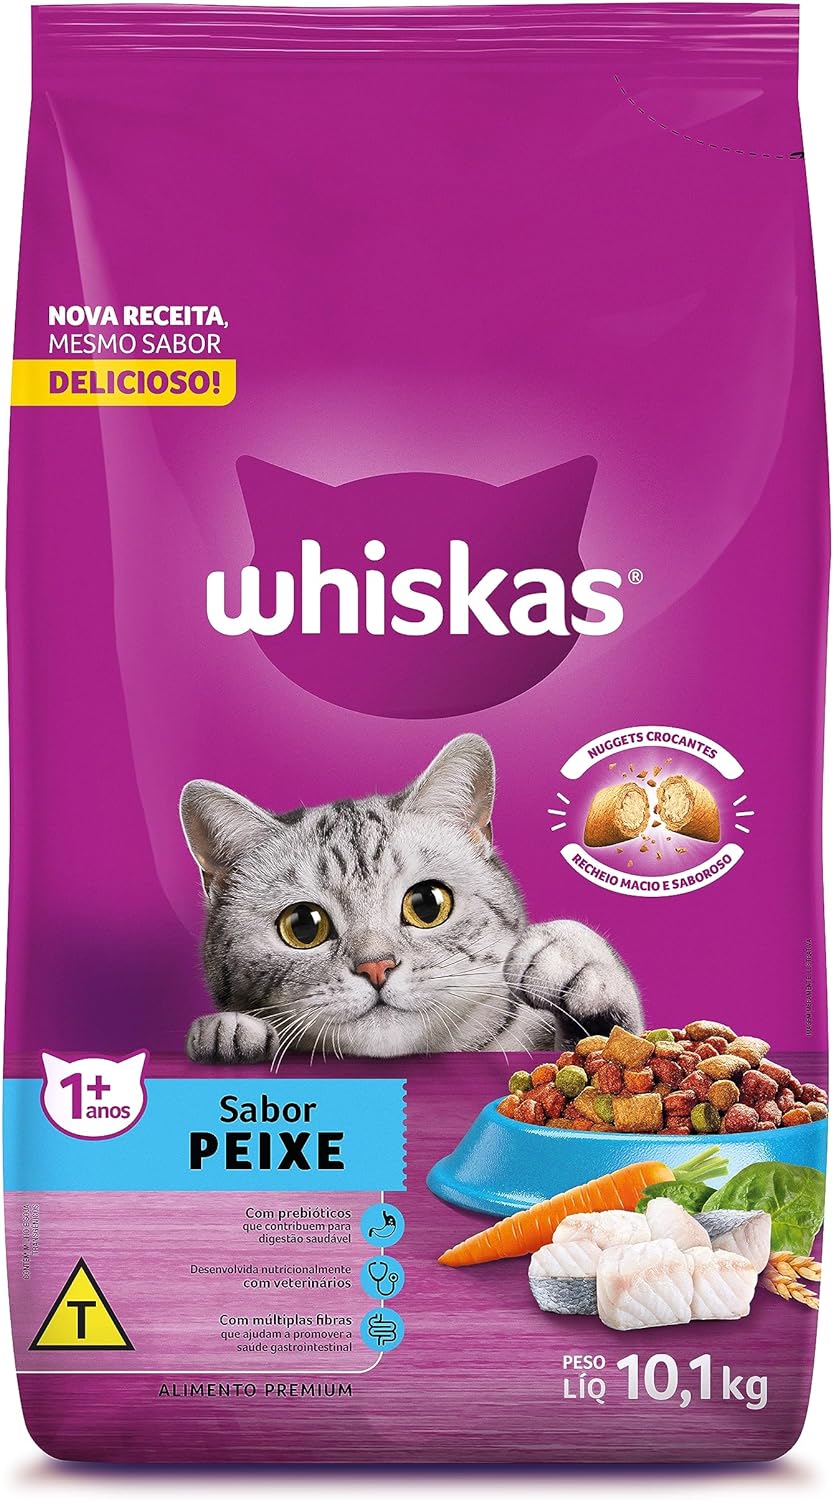 NOVA RECEITA,
MESMO SABOR
DELICIOSO!
whiskas®
NUGGETS CROCANTES
RECHEIO MACIO E SABOROSO
1+
anos
Sabor
PEIXE
Com prebióticos
que contribuem para
digestão saudável
Desenvolvida nutricionalmente
com veterinários
Com múltiplas fibras
que ajudam a promover a
saúde gastrointestinal
T
ALIMENTO PREMIUM
PESO
LÍQ 10,1kg